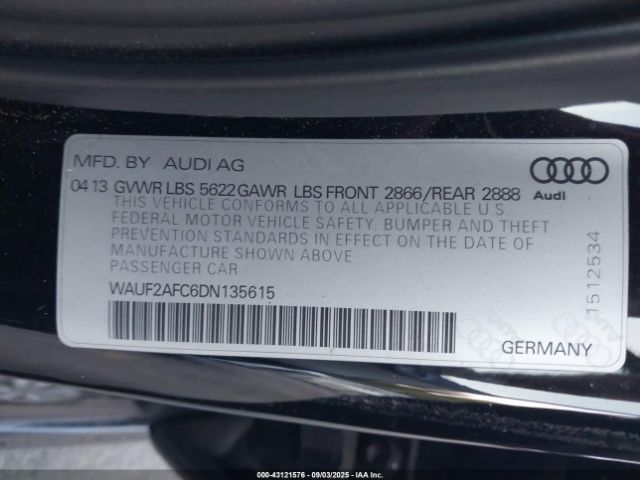 MFD.BY AUDI AG
04 13 GVWR LBS 5622 GAWR LBS FRONT 2866/REAR 2888
THIS VEHICLE CONFORMS TO ALL APPLICABLE U S
FEDERAL MOTOR VEHICLE SAFETY, BUMPER AND THEFT
PREVENTION STANDARDS IN EFFECT ON THE DATE OF
MANUFACTURE SHOWN ABOVE
PASSENGER CAR
WAUF2AFC6DN135615
Audi
1512534
GERMANY
000-43121576 - 09/03/2025 - IAA Inc.